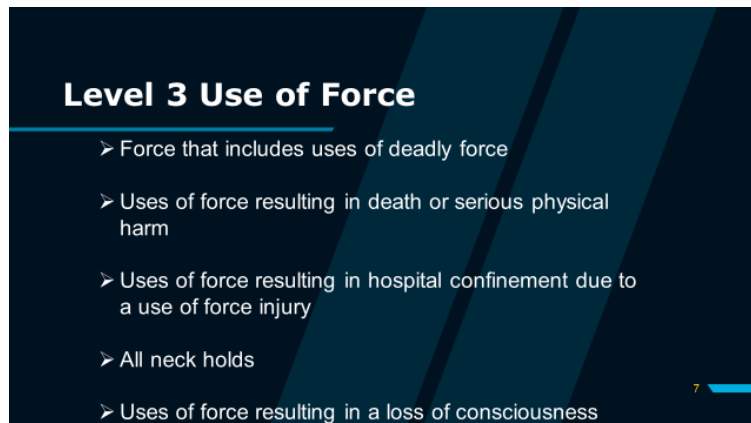 Level 3 Use of Force
➢ Force that includes uses of deadly force
➢ Uses of force resulting in death or serious physical
harm
➢ Uses of force resulting in hospital confinement due to
a use of force injury
➢ All neck holds
7
➢ Uses of force resulting in a loss of consciousness